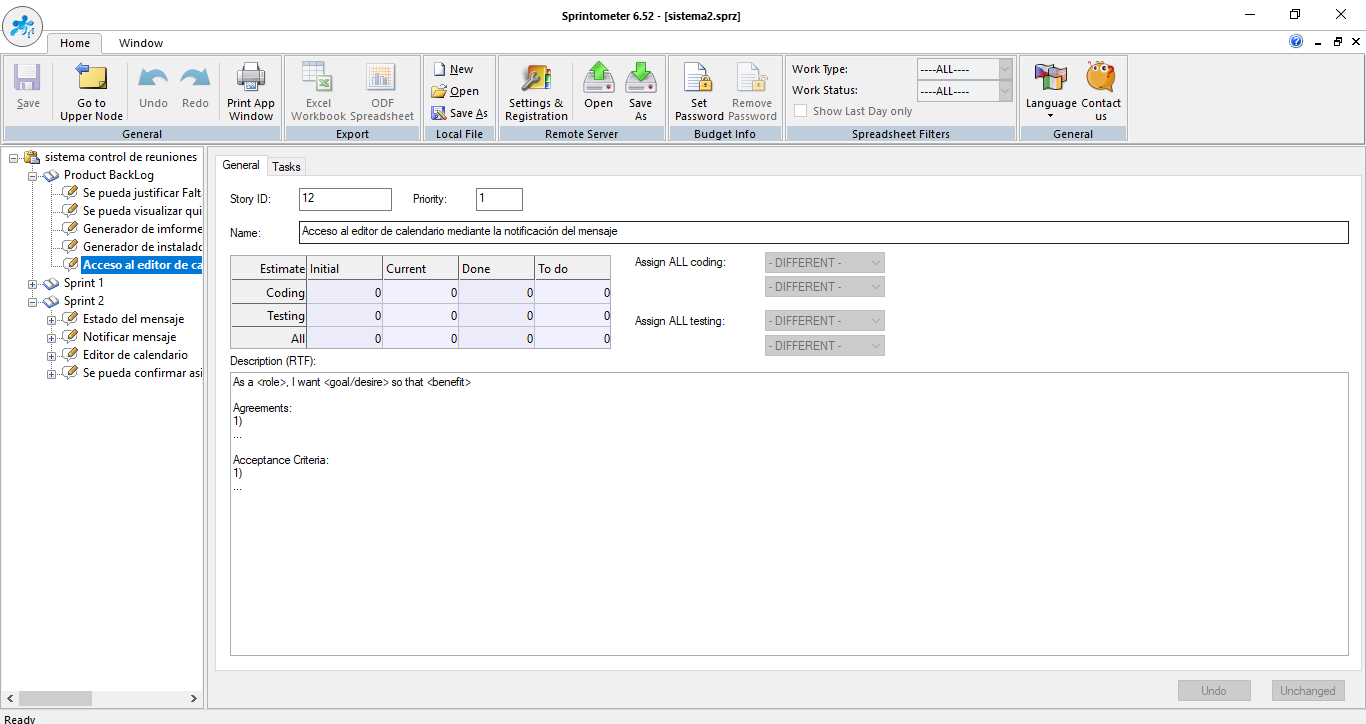 Sprintometer 6.52 - [sistema2.sprz]
Home Window
Save
Go to Upper Node
Undo
Redo
Print App Window
General
Excel Workbook
ODF Spreadsheet
Export
New
Open
Save As
Local File
Settings & Registration
Open
Save As
Remote Server
Set Password
Remove Password
Budget Info
Work Type: ----ALL----
Work Status: ----ALL----
Show Last Day only
Spreadsheet Filters
Language
Contact us
General
sistema control de reuniones
Product BackLog
Se pueda justificar Falt
Se pueda visualizar qui
Generador de imforme
Generador de instalado
Acceso al editor de ca
Sprint 1
Sprint 2
Estado del mensaje
Notificar mensaje
Editor de calendario
Se pueda confirmar asi
General Tasks
Story ID: 12 Priority: 1
Name: Acceso al editor de calendario mediante la notificación del mensaje
Estimate Initial Current Done To do
Coding 0 0 0 0
Testing 0 0 0 0
All 0 0 0 0
Assign ALL coding: - DIFFERENT -
- DIFFERENT -
Assign ALL testing: - DIFFERENT -
- DIFFERENT -
Description (RTF):
As a <role>, I want <goal/desire> so that <benefit>
Agreements:
1)
...
Acceptance Criteria:
1)
...
Undo Unchanged
Ready